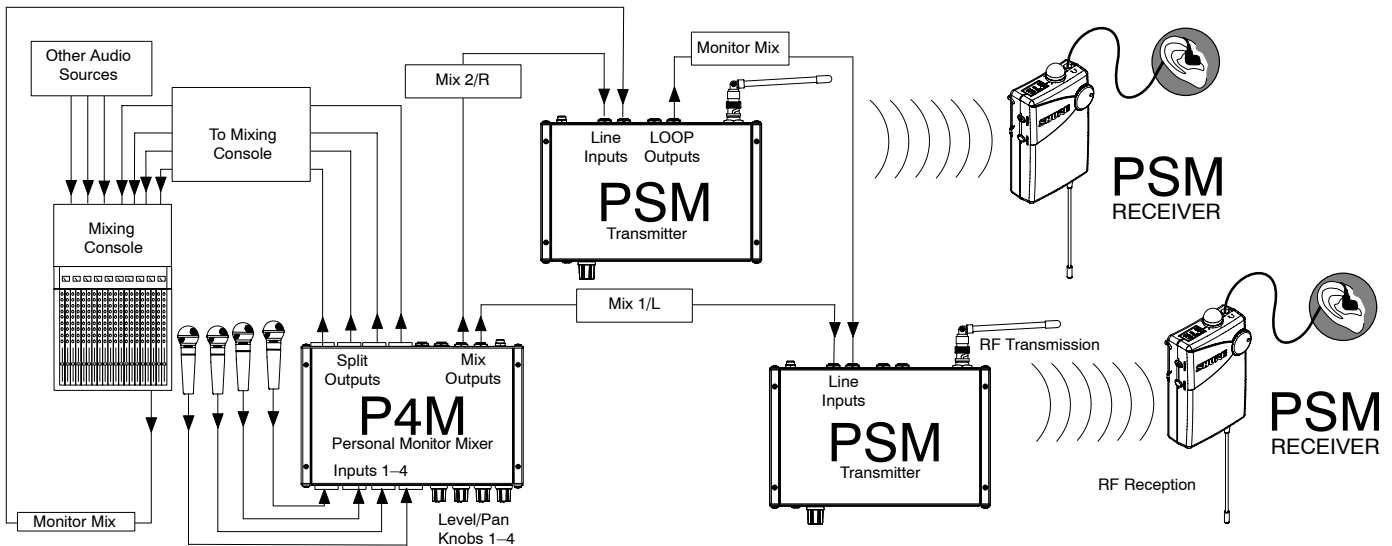 Other Audio
Sources
To Mixing
Console
Mixing
Console
Monitor Mix
Mix 2/R
Monitor Mix
Line
Inputs
LOOP
Outputs
PSM
Transmitter
SHURE
PSM
RECEIVER
Mix 1/L
Split
Outputs
Mix
Outputs
P4M
Personal Monitor Mixer
Inputs 1–4
Level/Pan
Knobs 1–4
Line
Inputs
PSM
Transmitter
RF Transmission
SHURE
PSM
RECEIVER
RF Reception